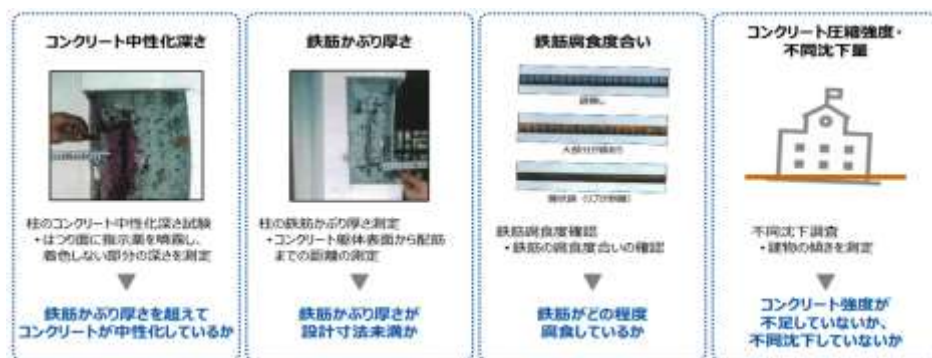 コンクリート中性化深さ
柱のコンクリート中性化深さ試験
・はつり面に指示薬を噴霧し、
着色しない部分の深さを測定
鉄筋かぶり厚さを超えて
コンクリートが中性化しているか
鉄筋かぶり厚さ
柱の鉄筋かぶり厚さ測定
・コンクリート躯体表面から配筋
までの距離の測定
鉄筋かぶり厚さが
設計寸法未満か
鉄筋腐食度合い
鉄筋腐食度確認
・鉄筋の腐食度合いの確認
鉄筋がどの程度
腐食しているか
コンクリート圧縮強度・
不同沈下量
不同沈下調査
・建物の傾きを測定
コンクリート強度が
不足していないか、
不同沈下していないか